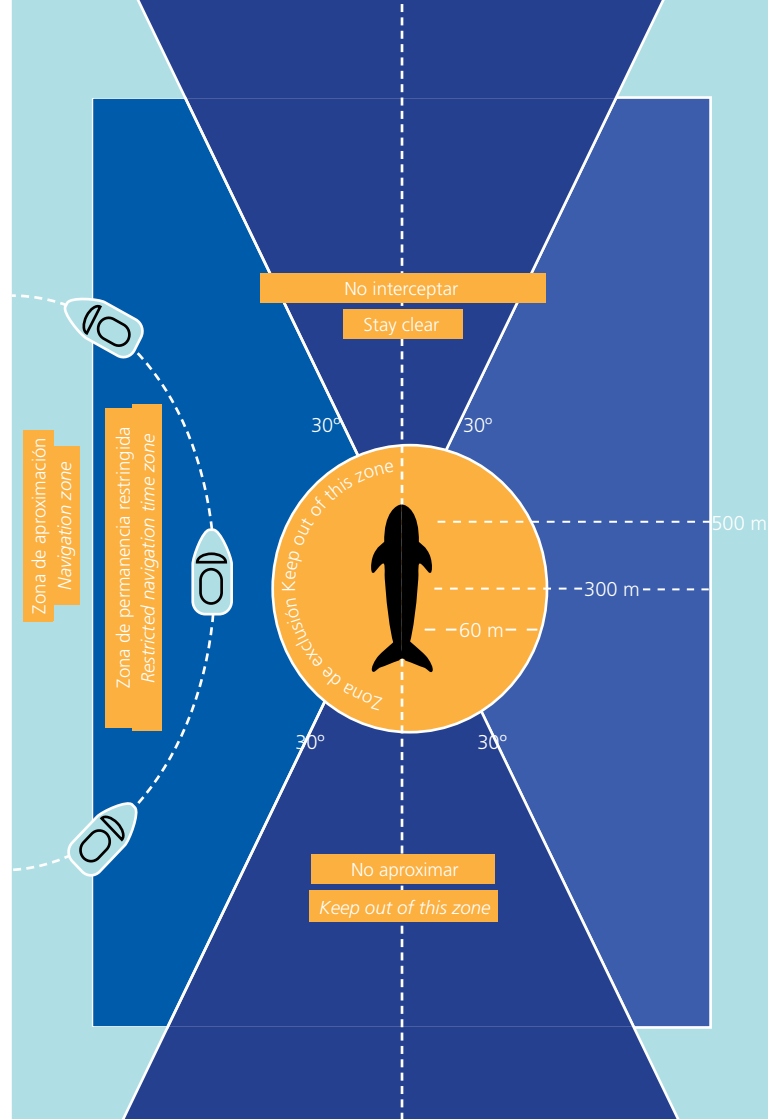 No interceptar
Stay clear
30º
30º
Zona de aproximación
Navigation zone
Zona de permanencia restringida
Restricted navigation time zone
Zona de exclusión Keep out of this zone
500 m
300 m
60 m
30º
30º
No aproximar
Keep out of this zone